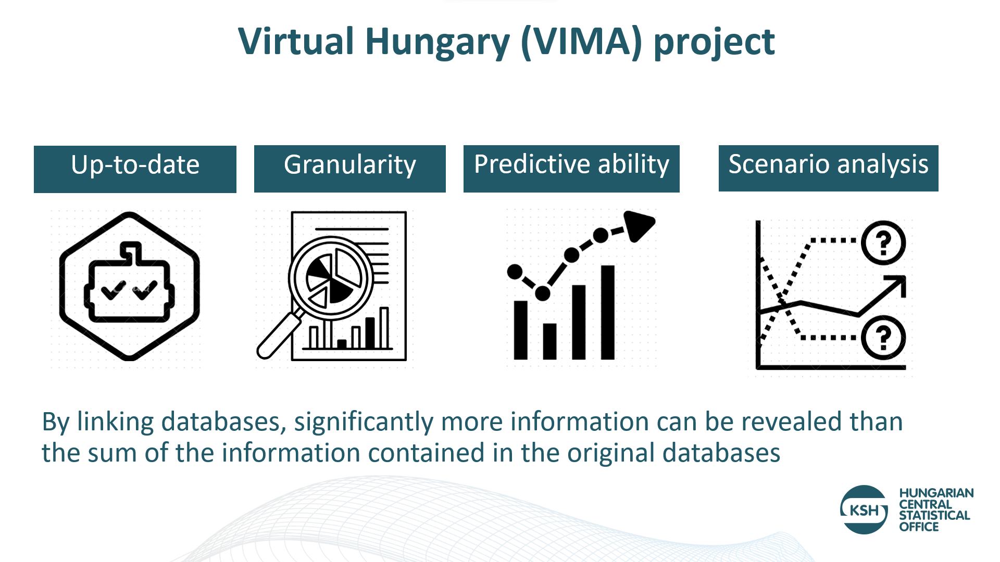 Virtual Hungary (VIMA) project
Up-to-date
Granularity
Predictive ability
Scenario analysis
?
?
By linking databases, significantly more information can be revealed than
the sum of the information contained in the original databases
KSH
HUNGARIAN
CENTRAL
STATISTICAL
OFFICE